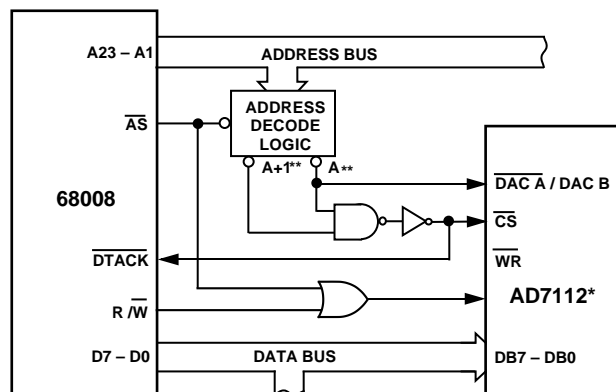 A23 – A1
ADDRESS BUS
AS
ADDRESS
DECODE
LOGIC
A+1**
A**
68008
DAC A / DAC B
CS
DTACK
WR
AD7112*
R / W
D7 – D0
DATA BUS
DB7 – DB0